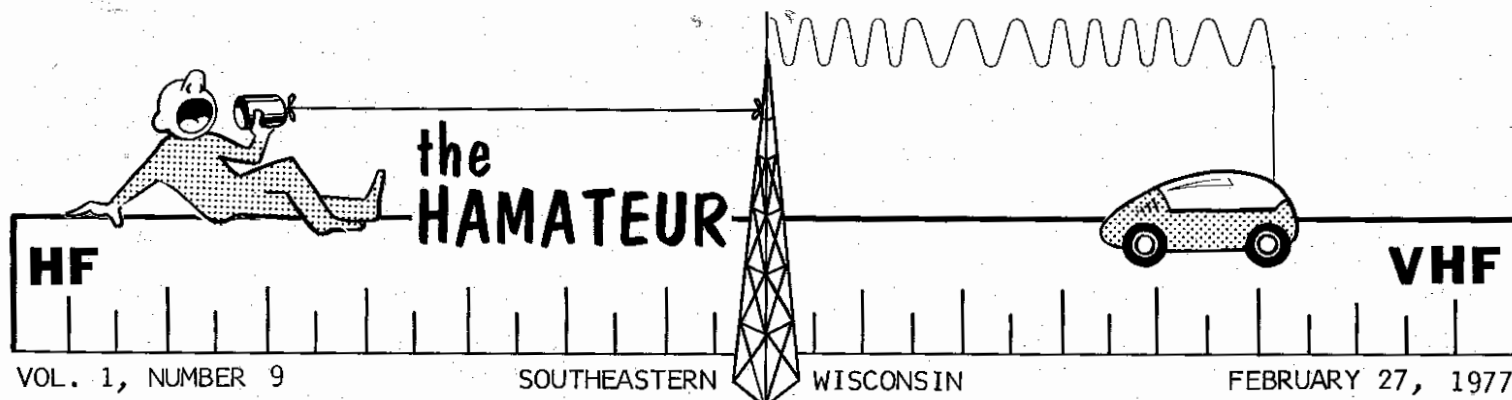 the
HAMATEUR
HF
VHF
VOL. 1, NUMBER 9 SOUTHEASTERN WISCONSIN FEBRUARY 27, 1977